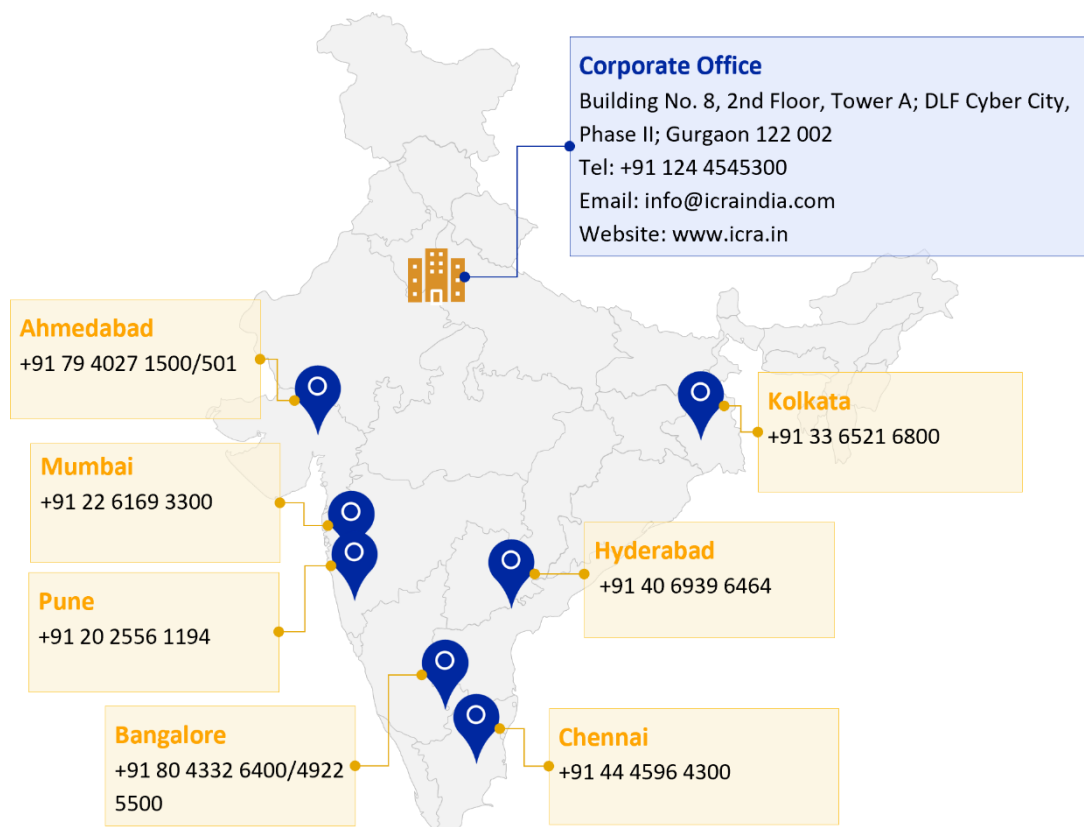 Corporate Office
Building No. 8, 2nd Floor, Tower A; DLF Cyber City,
Phase II; Gurgaon 122 002
Tel: +91 124 4545300
Email: info@icraindia.com
Website: www.icra.in
Ahmedabad
+91 79 4027 1500/501
Kolkata
+91 33 6521 6800
Mumbai
+91 22 6169 3300
Hyderabad
+91 40 6939 6464
Pune
+91 20 2556 1194
Bangalore
+91 80 4332 6400/4922
5500
Chennai
+91 44 4596 4300